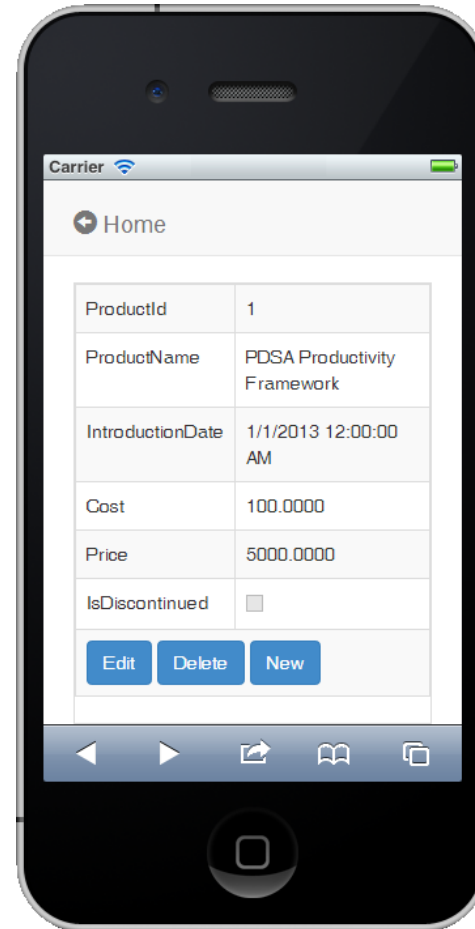 Carrier
Home
ProductId 1
ProductName PDSA Productivity
Framework
IntroductionDate 1/1/2013 12:00:00
AM
Cost 100.0000
Price 5000.0000
IsDiscontinued
Edit Delete New